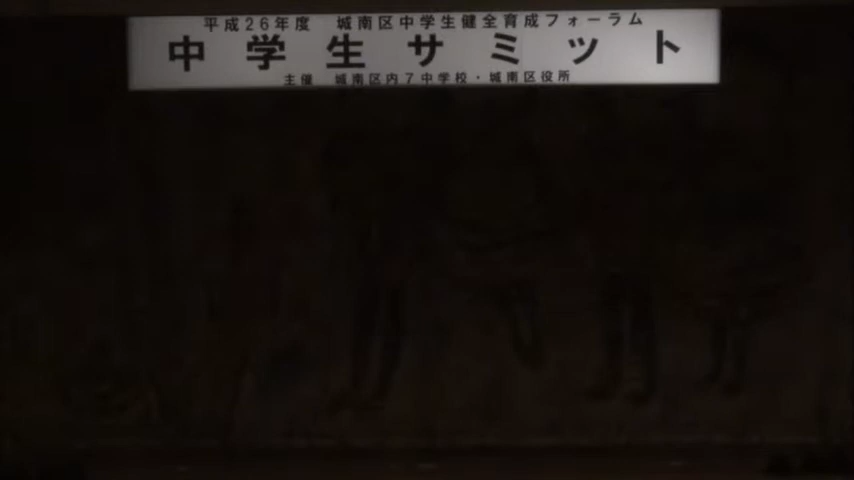 平成26年度 城南区中学生健全育成フォーラム
中学生サミット
主催 城南区内7中学校・城南区役所